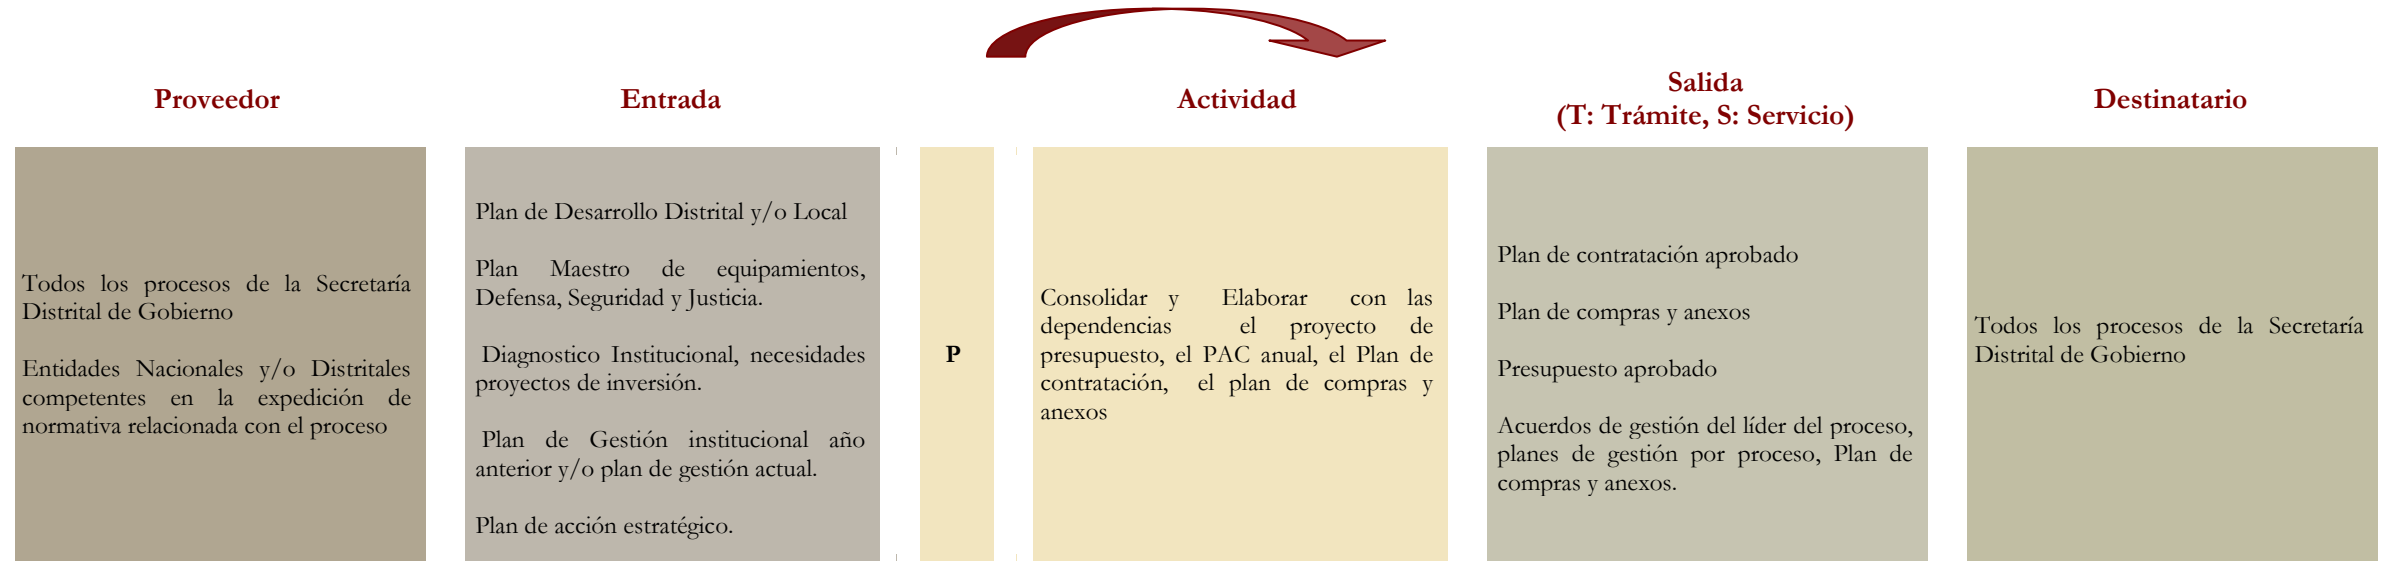 Proveedor
Entrada
Actividad
Salida
(T: Trámite, S: Servicio)
Destinatario
Todos los procesos de la Secretaría
Distrital de Gobierno
Entidades Nacionales y/o Distritales
competentes en la expedición de
normativa relacionada con el proceso
Plan de Desarrollo Distrital y/o Local
Plan Maestro de equipamientos,
Defensa, Seguridad y Justicia.
Diagnostico Institucional, necesidades
proyectos de inversión.
Plan de Gestión institucional año
anterior y/o plan de gestión actual.
Plan de acción estratégico.
P
Consolidar y Elaborar con las
dependencias el proyecto de
presupuesto, el PAC anual, el Plan de
contratación, el plan de compras y
anexos
Plan de contratación aprobado
Plan de compras y anexos
Presupuesto aprobado
Acuerdos de gestión del líder del proceso,
planes de gestión por proceso, Plan de
compras y anexos.
Todos los procesos de la Secretaría
Distrital de Gobierno